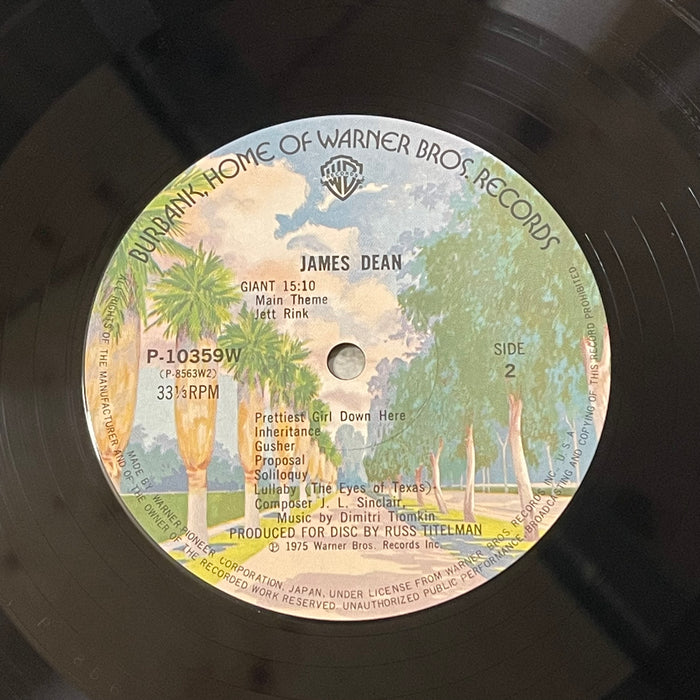 BURBANK, HOME OF WARNER BROS. RECORDS
RECORDS
JAMES DEAN
GIANT 15:10
Main Theme
Jett Rink
P-10359W
(P-8563W2)
33⅓RPM
SIDE
2
Prettiest Girl Down Here
Inheritance
Gusher
Proposal
Soliloquy
Lullaby (The Eyes of Texas)-
Composer J. L. Sinclair,
Music by Dimitri Tiomkin
PRODUCED FOR DISC BY RUSS TITELMAN
℗ 1975 Warner Bros. Records Inc.
MADE BY WARNER PIONEER CORPORATION, JAPAN, UNDER LICENSE FROM WARNER BROS. RECORDS INC., U.S.A.
ALL RIGHTS OF THE MANUFACTURER AND OF THE OWNER OF THE RECORDED WORK RESERVED. UNAUTHORIZED PUBLIC PERFORMANCE, BROADCASTING AND COPYING OF THIS RECORD PROHIBITED